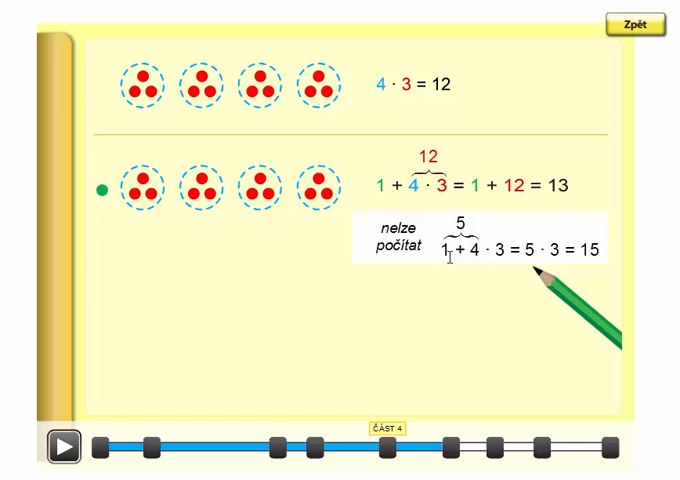 Zpět
4 · 3 = 12
12
1 + 4 · 3 = 1 + 12 = 13
nelze
počítat
5
1 + 4 · 3 = 5 · 3 = 15
ČÁST 4